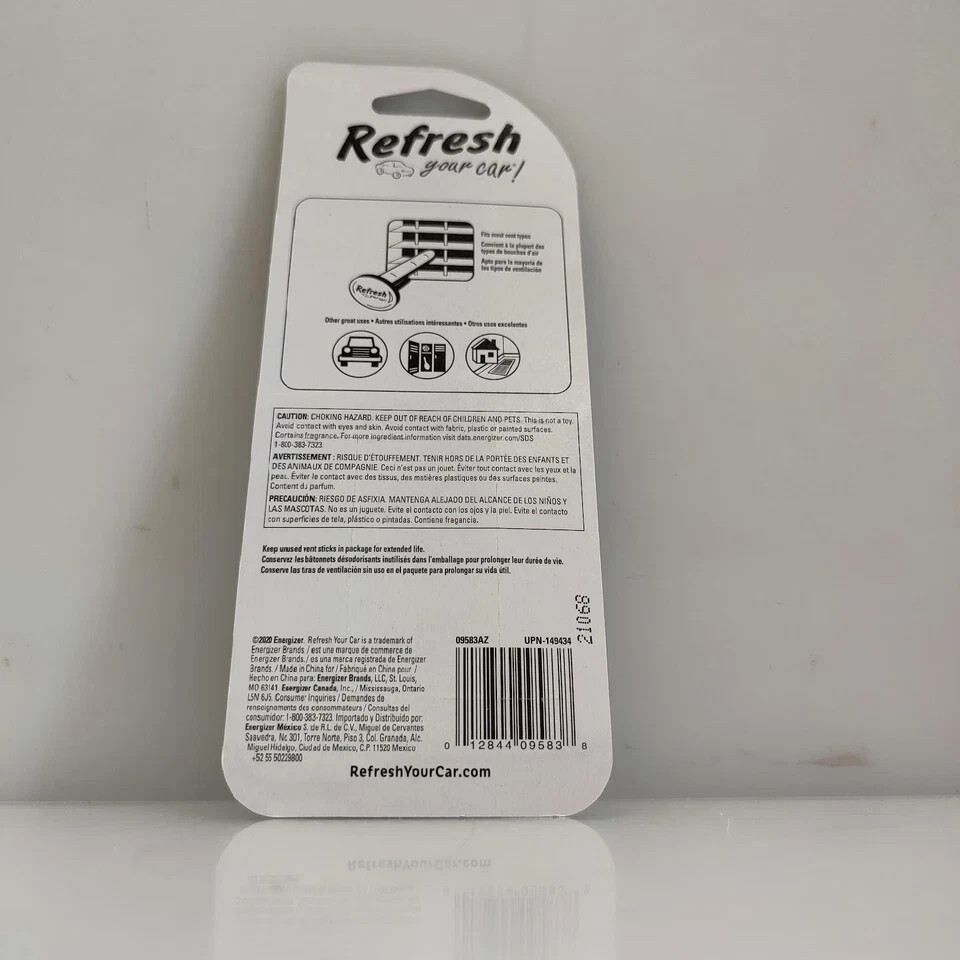 Refresh
your car!
Fits most vent types
Convient à la plupart des
types de bouches d'air
Apto para la mayoría de
los tipos de ventilación
Refresh
Other great uses • Autres utilisations intéressantes • Otros usos excelentes
CAUTION: CHOKING HAZARD. KEEP OUT OF REACH OF CHILDREN AND PETS. This is not a toy.
Avoid contact with eyes and skin. Avoid contact with fabric, plastic or painted surfaces.
Contains fragrance. For more ingredient information visit data.energizer.com/SDS
1-800-383-7323.
AVERTISSEMENT : RISQUE D'ÉTOUFFEMENT. TENIR HORS DE LA PORTÉE DES ENFANTS ET
DES ANIMAUX DE COMPAGNIE. Ceci n'est pas un jouet. Éviter tout contact avec les yeux et la
peau. Éviter le contact avec des tissus, des matières plastiques ou des surfaces peintes.
Contient du parfum.
PRECAUCIÓN: RIESGO DE ASFIXIA. MANTENGA ALEJADO DEL ALCANCE DE LOS NIÑOS Y
LAS MASCOTAS. No es un juguete. Evite el contacto con los ojos y la piel. Evite el contacto
con superficies de tela, plástico o pintadas. Contiene fragancia.
Keep unused vent sticks in package for extended life.
Conservez les bâtonnets désodorisants inutilisés dans l'emballage pour prolonger leur durée de vie.
Conserve las tiras de ventilación sin uso en el paquete para prolongar su vida útil.
©2020 Energizer. Refresh Your Car is a trademark of
Energizer Brands / est une marque de commerce de
Energizer Brands./ es una marca registrada de Energizer
Brands. / Made in China for / Fabriqué en Chine pour /
Hecho en China para: Energizer Brands, LLC, St. Louis,
MO 63141. Energizer Canada, Inc., / Mississauga, Ontario
L5N 6J5. Consumer Inquiries / Demandes de
renseignements des consommateurs / Consultas del
consumidor: 1-800-383-7323. Importado y Distribuido por:
Energizer México S. de R.L. de C.V., Miguel de Cervantes
Saavedra, No 301, Torre Norte, Piso 3, Col. Granada, Alc.
Miguel Hidalgo, Ciudad de Mexico, C.P. 11520 Mexico
+52 55 50229800
09583AZ UPN-149434
21068
0 12844 09583 8
RefreshYourCar.com